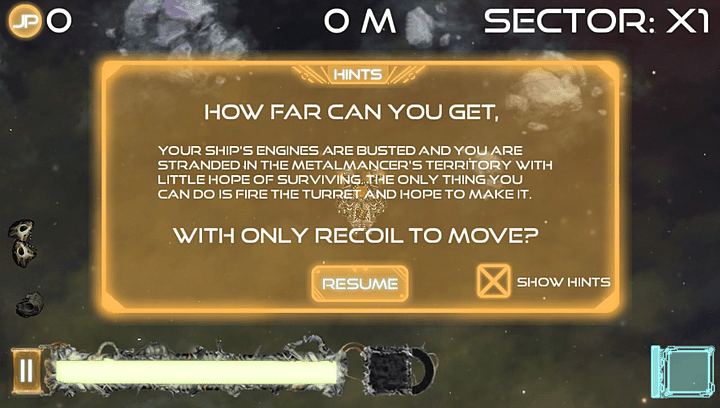 JP 0
0 M
SECTOR: X1
HINTS
HOW FAR CAN YOU GET,
YOUR SHIP'S ENGINES ARE BUSTED AND YOU ARE
STRANDED IN THE METALMANCER'S TERRITORY WITH
LITTLE HOPE OF SURVIVING. THE ONLY THING YOU
CAN DO IS FIRE THE TURRET AND HOPE TO MAKE IT.
WITH ONLY RECOIL TO MOVE?
RESUME
SHOW HINTS